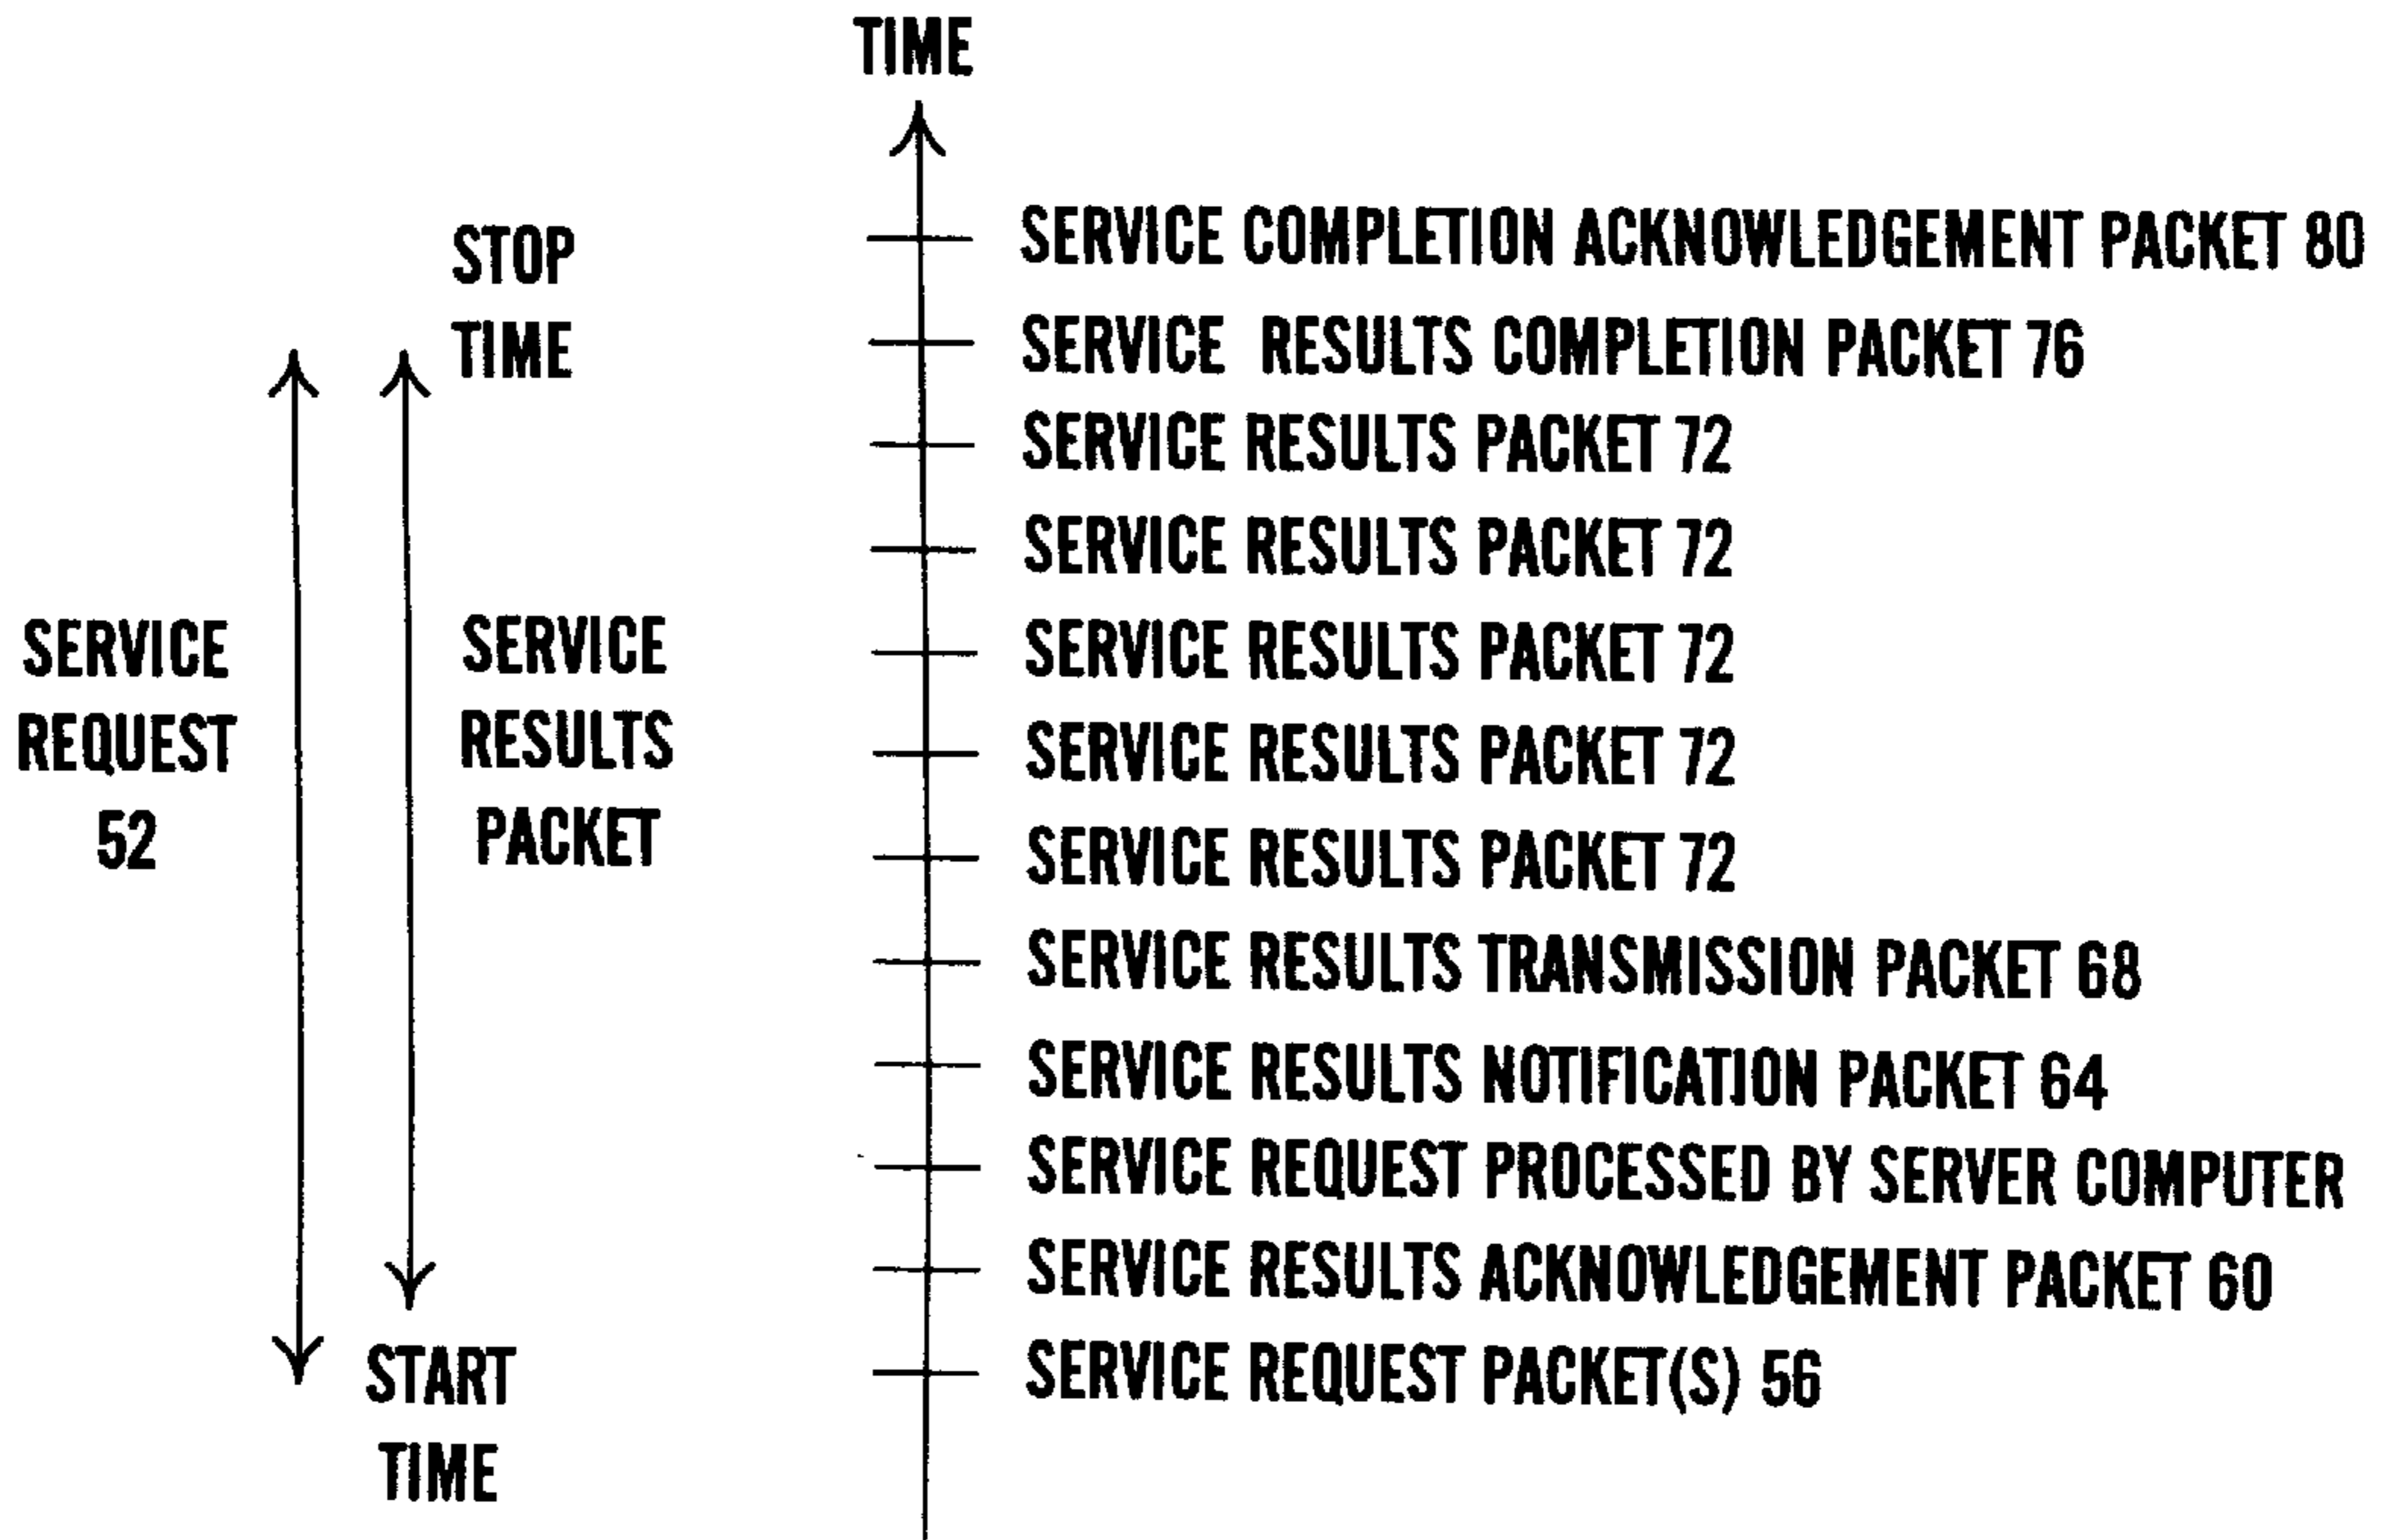 TIME
SERVICE COMPLETION ACKNOWLEDGEMENT PACKET 80
STOP
TIME
SERVICE RESULTS COMPLETION PACKET 76
SERVICE RESULTS PACKET 72
SERVICE RESULTS PACKET 72
SERVICE RESULTS PACKET 72
SERVICE RESULTS PACKET 72
SERVICE RESULTS PACKET 72
SERVICE
REQUEST
52
SERVICE
RESULTS
PACKET
SERVICE RESULTS TRANSMISSION PACKET 68
SERVICE RESULTS NOTIFICATION PACKET 64
SERVICE REQUEST PROCESSED BY SERVER COMPUTER
SERVICE RESULTS ACKNOWLEDGEMENT PACKET 60
SERVICE REQUEST PACKET(S) 56
START
TIME